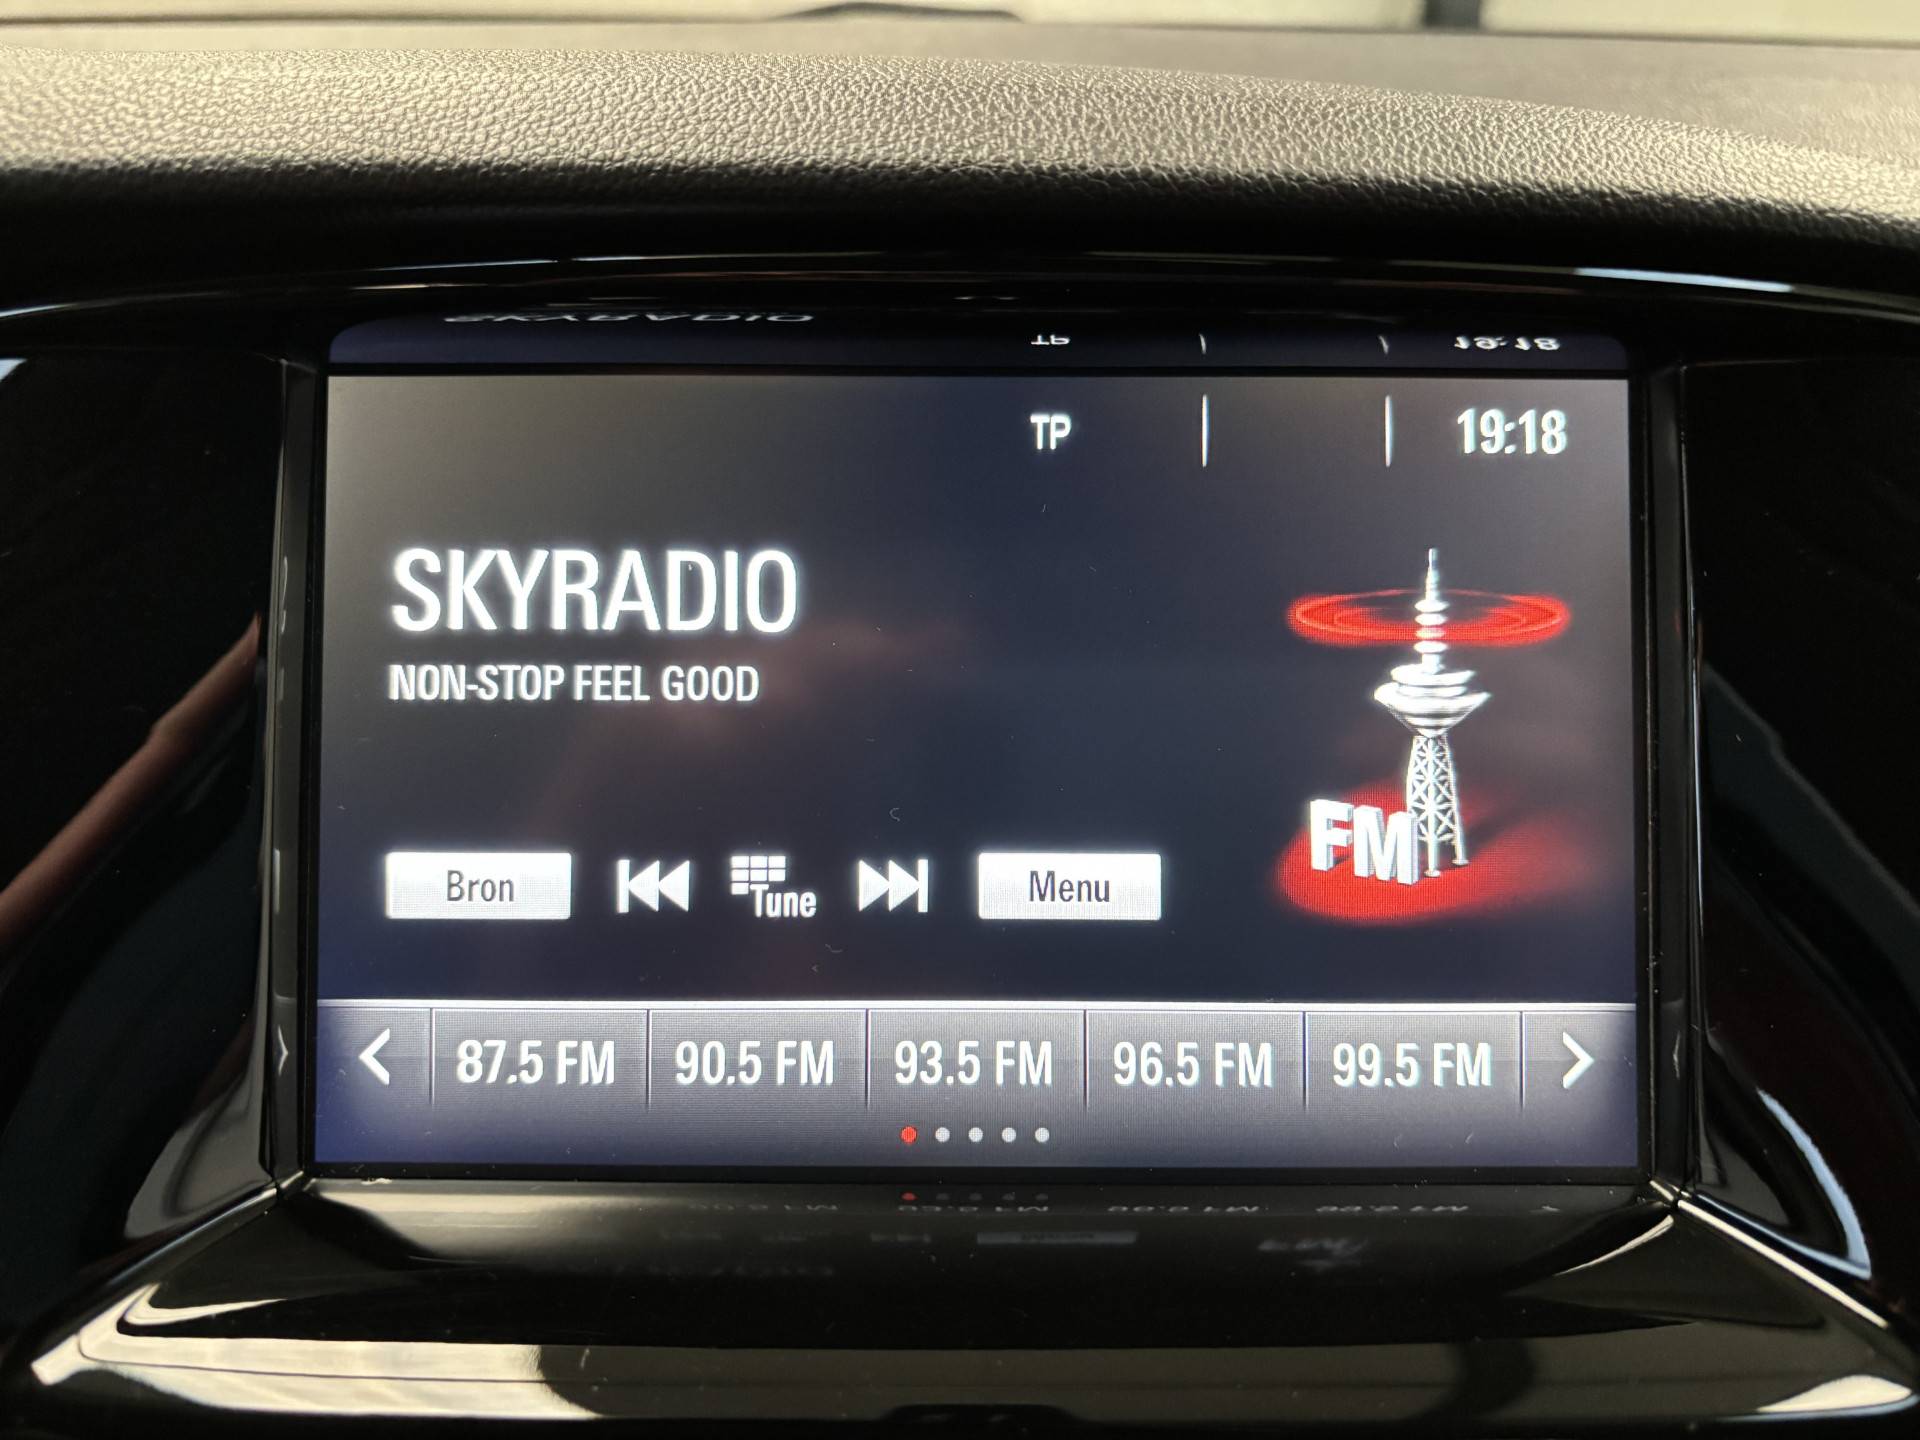 TP
19:18
SKYRADIO
NON-STOP FEEL GOOD
FM
Bron
Tune
Menu
87.5 FM
90.5 FM
93.5 FM
96.5 FM
99.5 FM